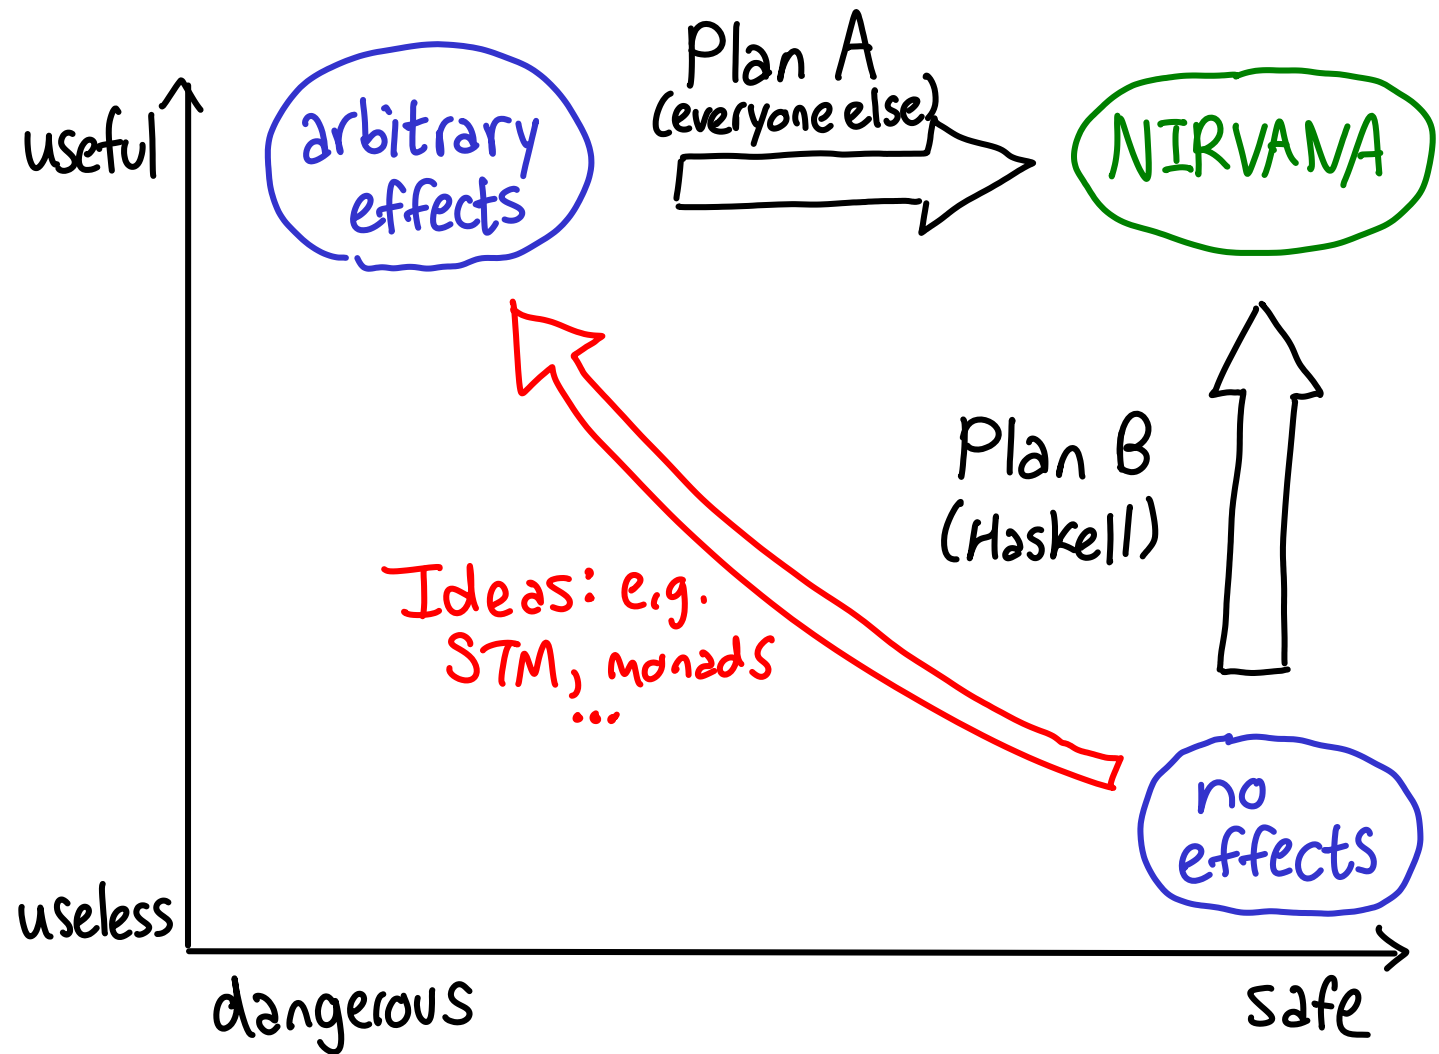 useful
arbitrary
effects
Plan A
(everyone else)
NIRVANA
Plan B
(Haskell)
Ideas: e.g.
STM, monads
...
no
effects
useless
dangerous
safe